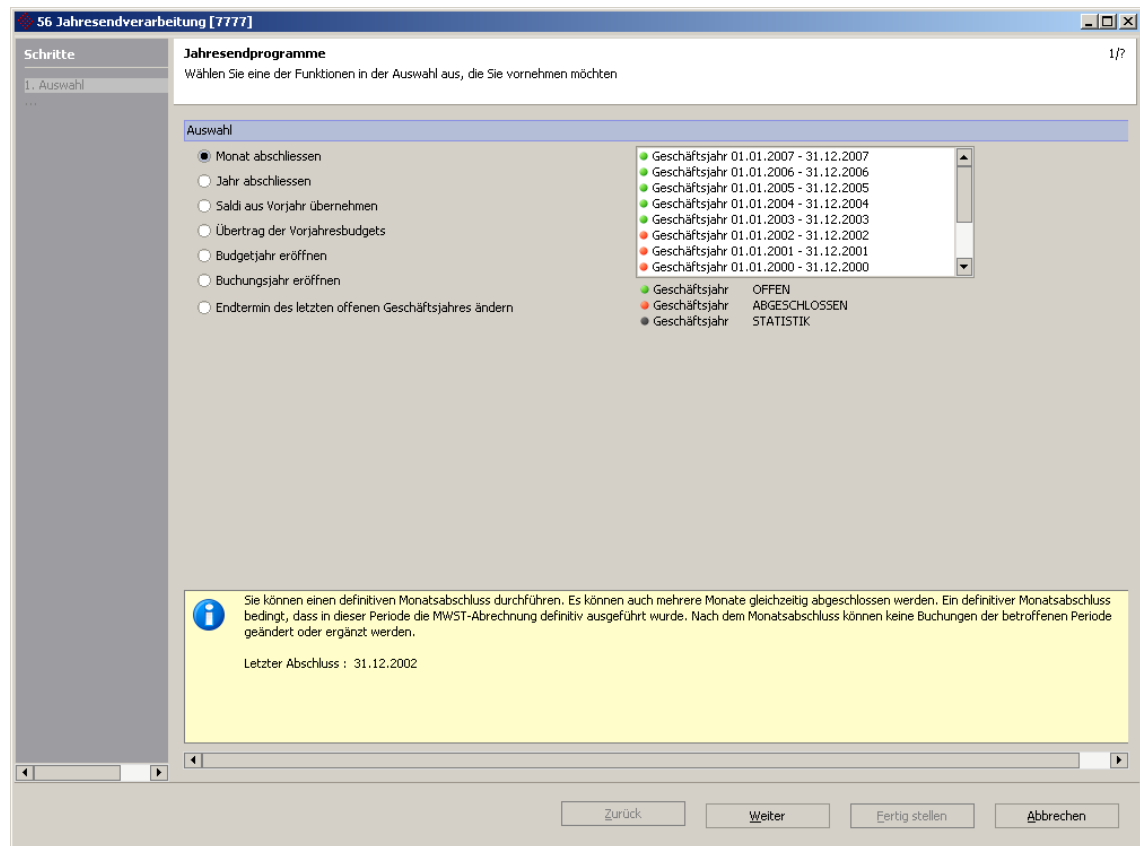 56 Jahresendverarbeitung [7777]
Schritte
1. Auswahl
...
Jahresendprogramme
1/?
Wählen Sie eine der Funktionen in der Auswahl aus, die Sie vornehmen möchten
Auswahl
Monat abschliessen
Jahr abschliessen
Saldi aus Vorjahr übernehmen
Übertrag der Vorjahresbudgets
Budgetjahr eröffnen
Buchungsjahr eröffnen
Endtermin des letzten offenen Geschäftsjahres ändern
Geschäftsjahr 01.01.2007 - 31.12.2007
Geschäftsjahr 01.01.2006 - 31.12.2006
Geschäftsjahr 01.01.2005 - 31.12.2005
Geschäftsjahr 01.01.2004 - 31.12.2004
Geschäftsjahr 01.01.2003 - 31.12.2003
Geschäftsjahr 01.01.2002 - 31.12.2002
Geschäftsjahr 01.01.2001 - 31.12.2001
Geschäftsjahr 01.01.2000 - 31.12.2000
Geschäftsjahr OFFEN
Geschäftsjahr ABGESCHLOSSEN
Geschäftsjahr STATISTIK
Sie können einen definitiven Monatsabschluss durchführen. Es können auch mehrere Monate gleichzeitig abgeschlossen werden. Ein definitiver Monatsabschluss
bedingt, dass in dieser Periode die MWST-Abrechnung definitiv ausgeführt wurde. Nach dem Monatsabschluss können keine Buchungen der betroffenen Periode
geändert oder ergänzt werden.
Letzter Abschluss : 31.12.2002
Zurück
Weiter
Fertig stellen
Abbrechen